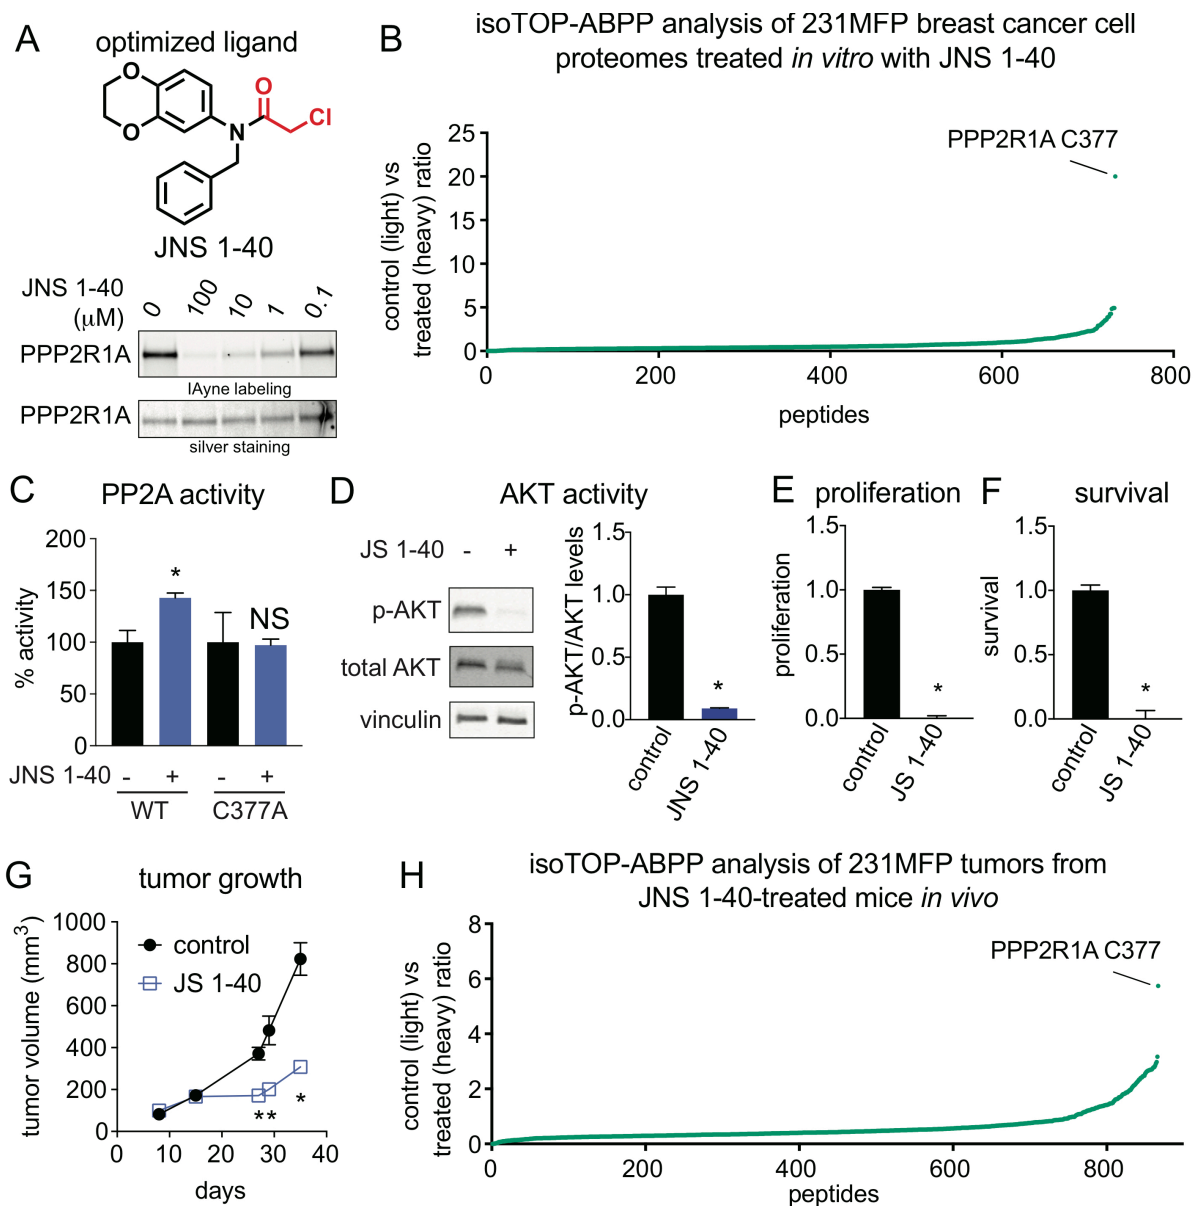 A
optimized ligand
O
O
N
O
Cl
JNS 1-40
JNS 1-40
(μM)
0 100 10 1 0.1
PPP2R1A
IAyne labeling
PPP2R1A
silver staining
B
isoTOP-ABPP analysis of 231MFP breast cancer cell
proteomes treated in vitro with JNS 1-40
control (light) vs
treated (heavy) ratio
25
20
15
10
5
0
PPP2R1A C377
0 200 400 600 800
peptides
C
PP2A activity
% activity
200
150
100
50
0
*
NS
JNS 1-40 - + - +
WT C377A
D
AKT activity
JS 1-40 - +
p-AKT
total AKT
vinculin
p-AKT/AKT levels
1.5
1.0
0.5
0.0
*
control
JNS 1-40
E
proliferation
proliferation
1.5
1.0
0.5
0.0
*
control
JS 1-40
F
survival
survival
1.5
1.0
0.5
0.0
*
control
JS 1-40
G
tumor growth
tumor volume (mm3)
1000
800
600
400
200
0
control
JS 1-40
**
*
0 10 20 30 40
days
H
isoTOP-ABPP analysis of 231MFP tumors from
JNS 1-40-treated mice in vivo
control (light) vs
treated (heavy) ratio
8
6
4
2
0
PPP2R1A C377
0 200 400 600 800
peptides